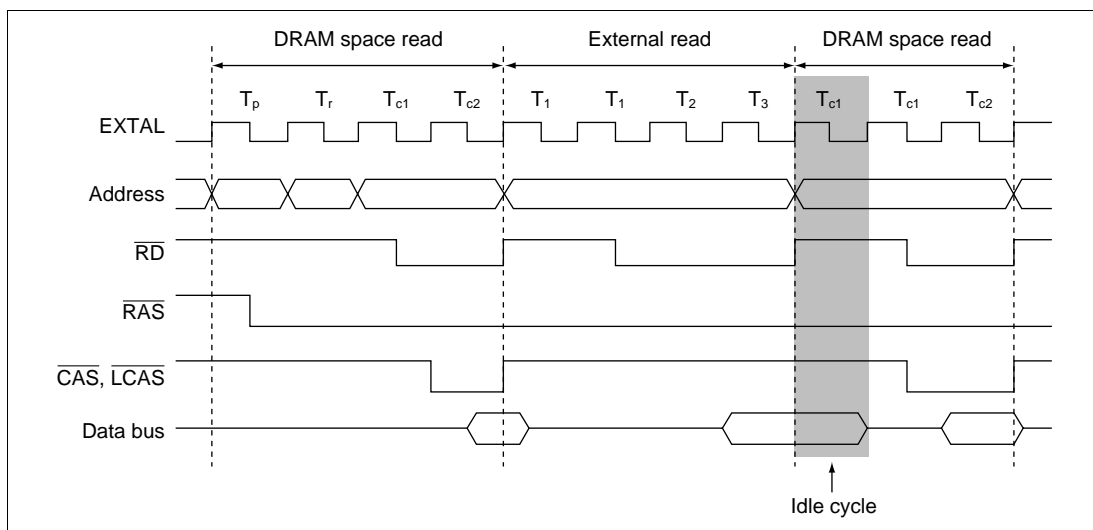 DRAM space read External read DRAM space read
Tp Tr Tc1 Tc2 T1 T1 T2 T3 Tc1 Tc1 Tc2
EXTAL
Address
RD
RAS
CAS, LCAS
Data bus
Idle cycle